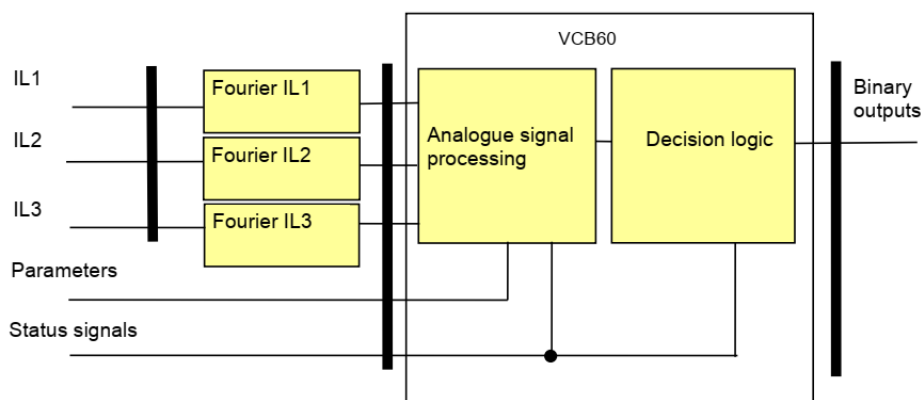 VCB60
IL1
Fourier IL1
IL2
Fourier IL2
IL3
Fourier IL3
Analogue signal
processing
Decision logic
Binary
outputs
Parameters
Status signals